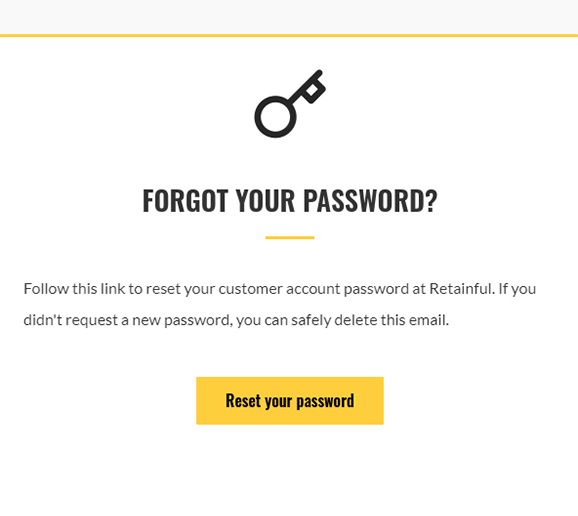 FORGOT YOUR PASSWORD?
Follow this link to reset your customer account password at Retainful. If you
didn't request a new password, you can safely delete this email.
Reset your password